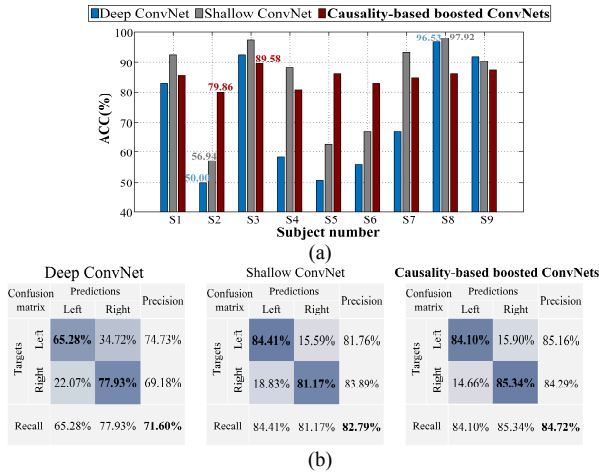 Deep ConvNet Shallow ConvNet Causality-based boosted ConvNets
100
90
80
70
60
50
40
ACC(%)
50.00
56.94
79.86
89.58
96.53
97.92
S1 S2 S3 S4 S5 S6 S7 S8 S9
Subject number
(a)
Deep ConvNet
Confusion matrix
Predictions
Precision
Left Right
Targets
Left 65.28% 34.72% 74.73%
Right 22.07% 77.93% 69.18%
Recall 65.28% 77.93% 71.60%
Shallow ConvNet
Confusion matrix
Predictions
Precision
Left Right
Targets
Left 84.41% 15.59% 81.76%
Right 18.83% 81.17% 83.89%
Recall 84.41% 81.17% 82.79%
Causality-based boosted ConvNets
Confusion matrix
Predictions
Precision
Left Right
Targets
Left 84.10% 15.90% 85.16%
Right 14.66% 85.34% 84.29%
Recall 84.10% 85.34% 84.72%
(b)